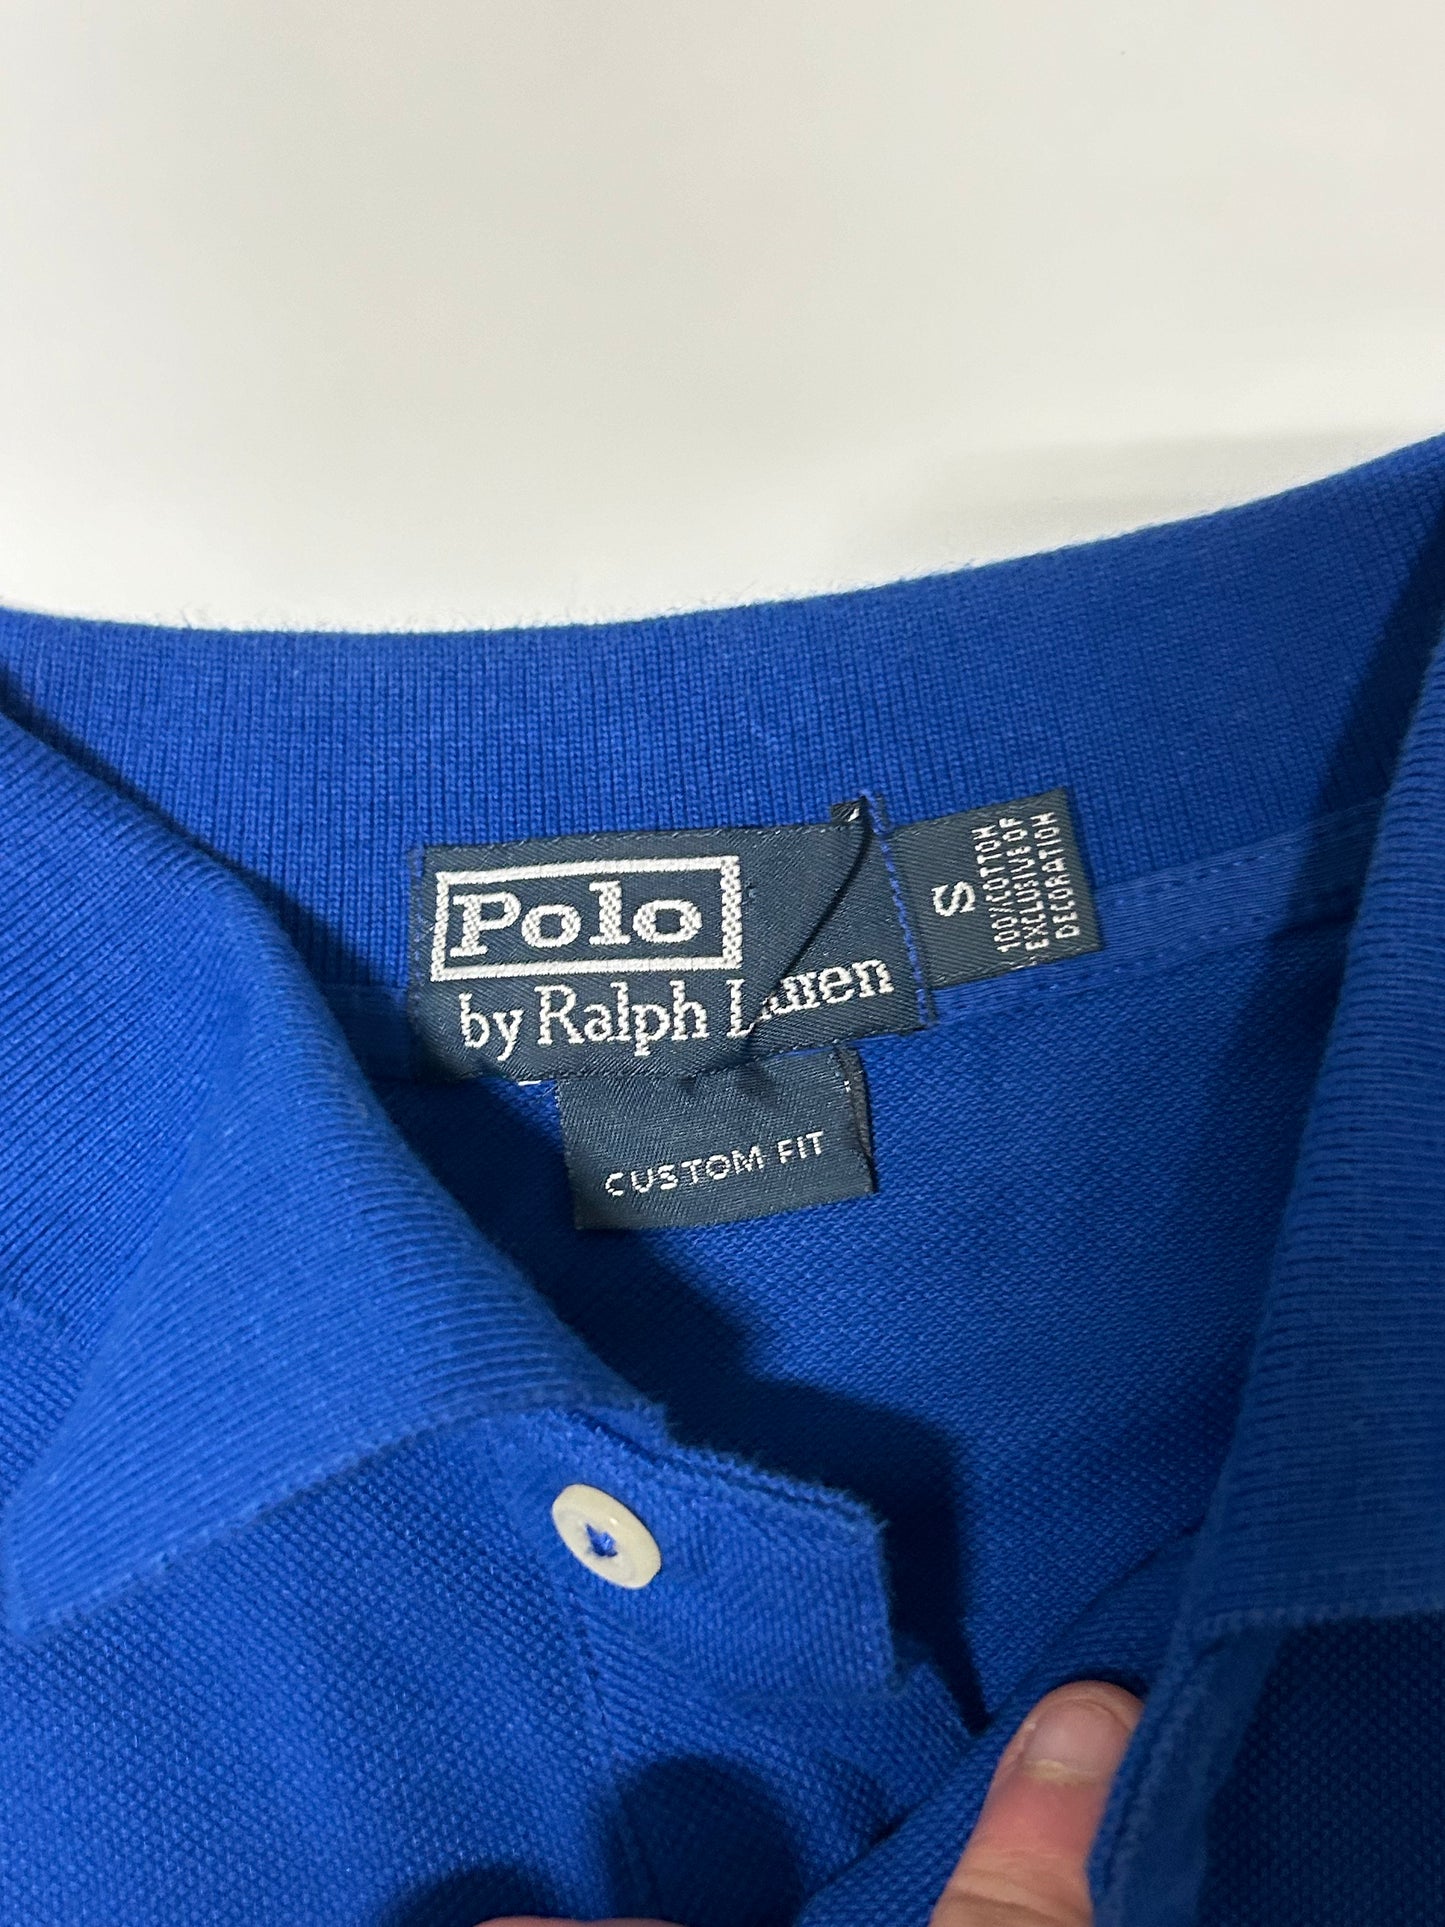 Polo
by Ralph Lauren
S
100% COTTON
EXCLUSIVE OF
DECORATION
CUSTOM FIT